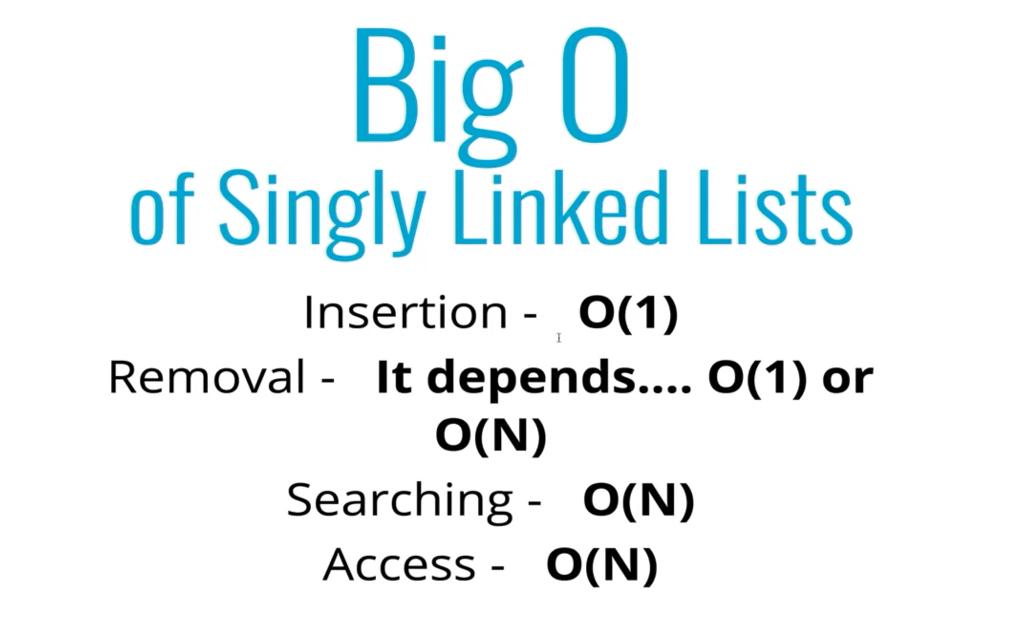 Big O
of Singly Linked Lists
Insertion - O(1)
Removal - It depends.... O(1) or
O(N)
Searching - O(N)
Access - O(N)